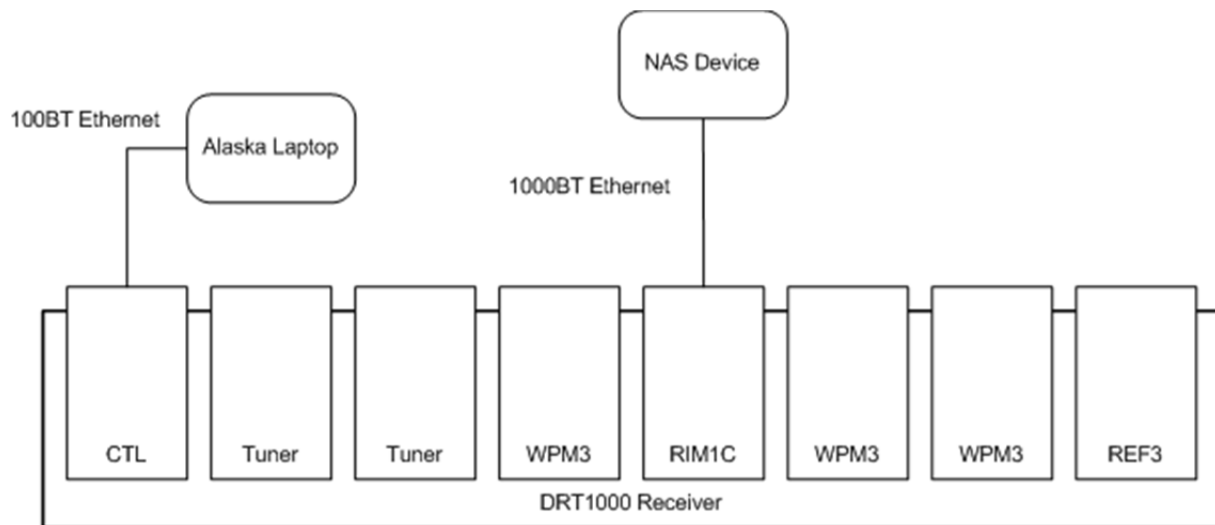 NAS Device
100BT Ethernet
Alaska Laptop
1000BT Ethernet
CTL
Tuner
Tuner
WPM3
RIM1C
WPM3
WPM3
REF3
DRT1000 Receiver